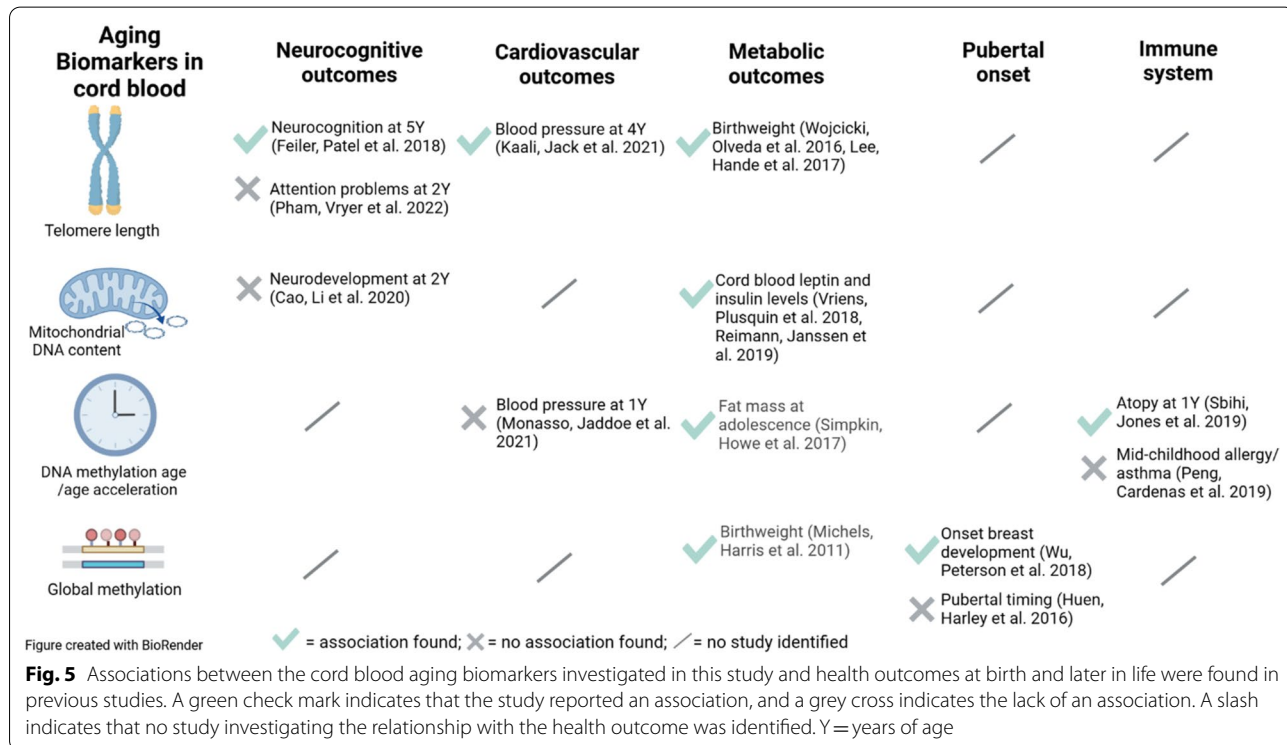 Aging
Biomarkers in
cord blood
Neurocognitive
outcomes
Cardiovascular
outcomes
Metabolic
outcomes
Pubertal
onset
Immune
system
Telomere length
Neurocognition at 5Y
(Feiler, Patel et al. 2018)
Attention problems at 2Y
(Pham, Vryer et al. 2022)
Blood pressure at 4Y
(Kaali, Jack et al. 2021)
Birthweight (Wojcicki,
Olveda et al. 2016, Lee,
Hande et al. 2017)
Mitochondrial
DNA content
Neurodevelopment at 2Y
(Cao, Li et al. 2020)
Cord blood leptin and
insulin levels (Vriens,
Plusquin et al. 2018,
Reimann, Janssen et
al. 2019)
DNA methylation age
/age acceleration
Blood pressure at 1Y
(Monasso, Jaddoe et al.
2021)
Fat mass at
adolescence (Simpkin,
Howe et al. 2017)
Atopy at 1Y (Sbihi,
Jones et al. 2019)
Mid-childhood allergy/
asthma (Peng,
Cardenas et al. 2019)
Global methylation
Birthweight (Michels,
Harris et al. 2011)
Onset breast
development (Wu,
Peterson et al. 2018)
Pubertal timing (Huen,
Harley et al. 2016)
Figure created with BioRender
= association found; = no association found; = no study identified
Fig. 5 Associations between the cord blood aging biomarkers investigated in this study and health outcomes at birth and later in life were found in
previous studies. A green check mark indicates that the study reported an association, and a grey cross indicates the lack of an association. A slash
indicates that no study investigating the relationship with the health outcome was identified. Y = years of age